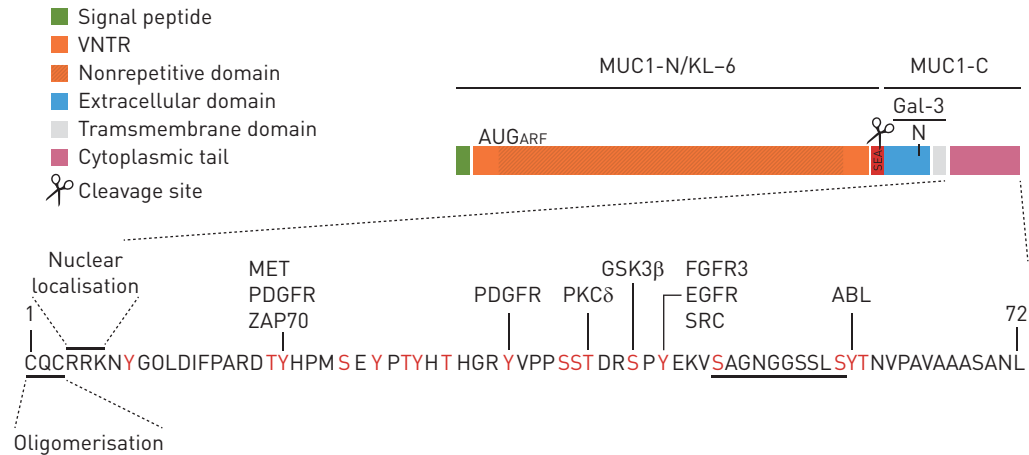 Signal peptide
VNTR
Nonrepetitive domain
Extracellular domain
Tramsmembrane domain
Cytoplasmic tail
Cleavage site
MUC1-N/KL–6
MUC1-C
Gal-3
N
AUGARF
SEA
Nuclear
localisation
MET
PDGFR
ZAP70
PDGFR
PKCδ
GSK3β
FGFR3
EGFR
SRC
ABL
1
72
CQCRRKNYGOLDIFPARDTYHPMSEYPTYHTHGRYVPPSSTDRSPYEKVSAGNGGSSLSYTNVPAVAAASANL
Oligomerisation